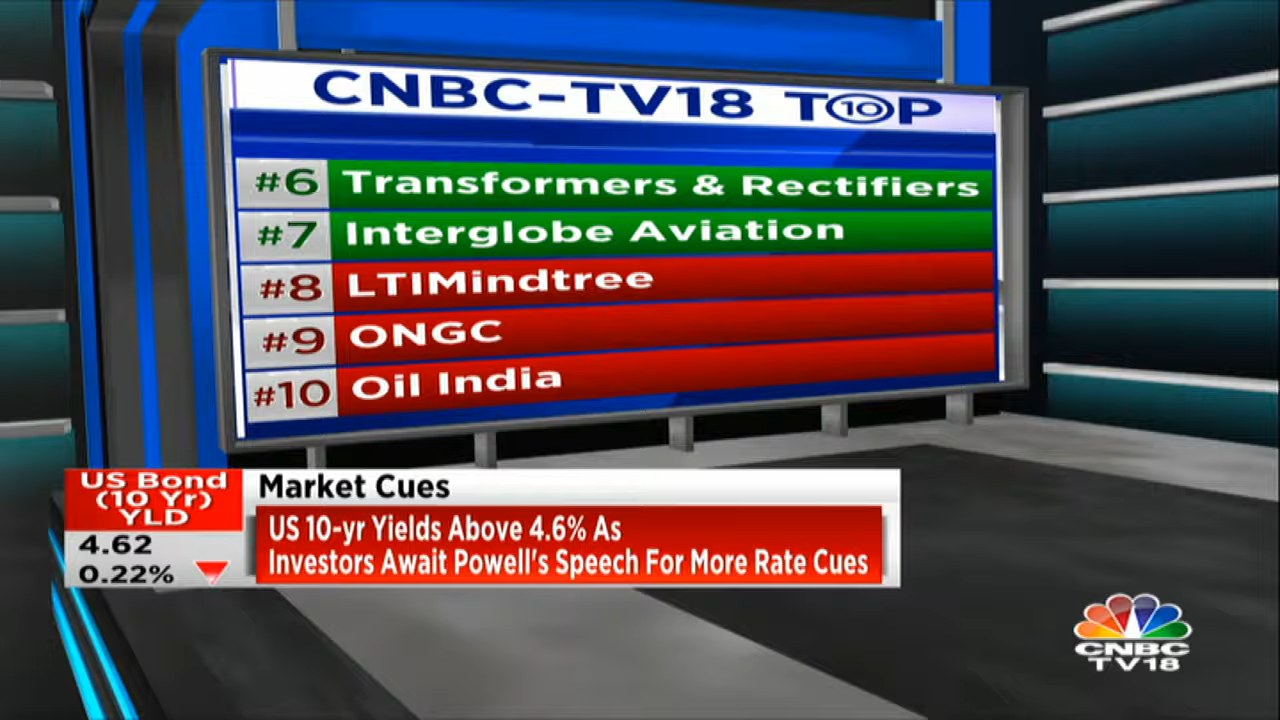 CNBC-TV18 T10P
#6 Transformers & Rectifiers
#7 Interglobe Aviation
#8 LTIMindtree
#9 ONGC
#10 Oil India
US Bond
(10 Yr)
YLD
4.62
0.22%
Market Cues
US 10-yr Yields Above 4.6% As
Investors Await Powell's Speech For More Rate Cues
CNBC
TV18